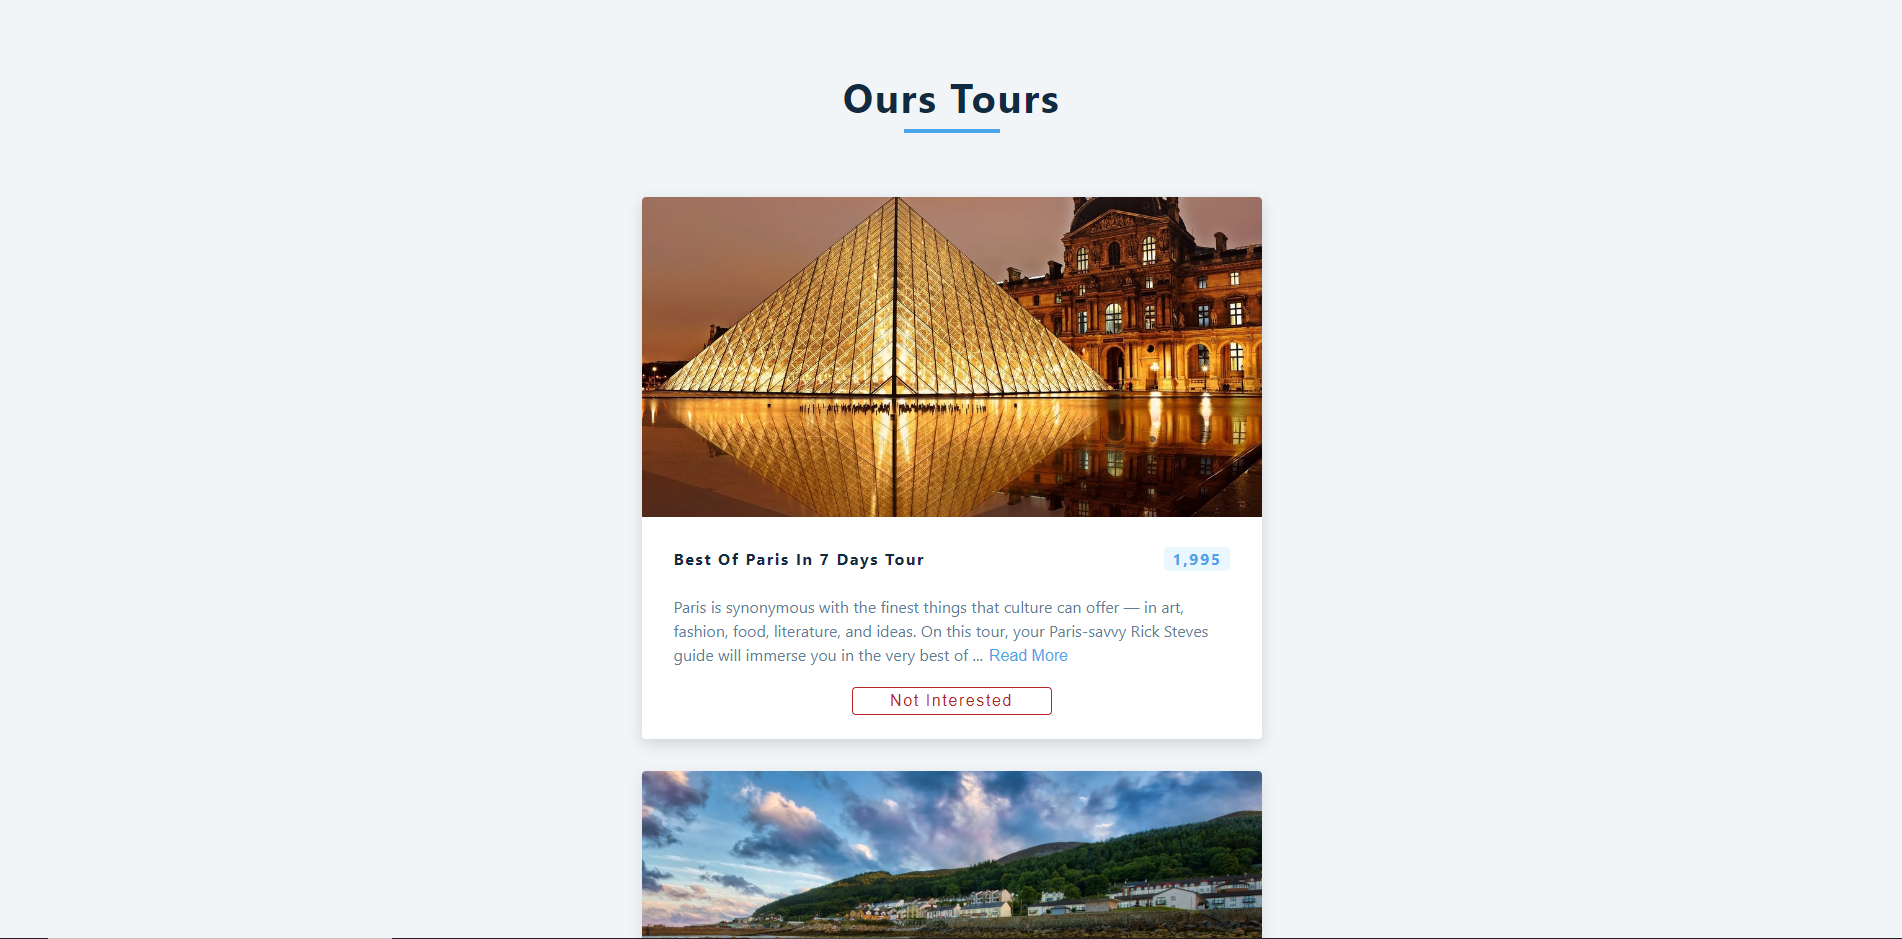 Ours Tours
Best Of Paris In 7 Days Tour
1,995
Paris is synonymous with the finest things that culture can offer — in art,
fashion, food, literature, and ideas. On this tour, your Paris-savvy Rick Steves
guide will immerse you in the very best of ... Read More
Not Interested